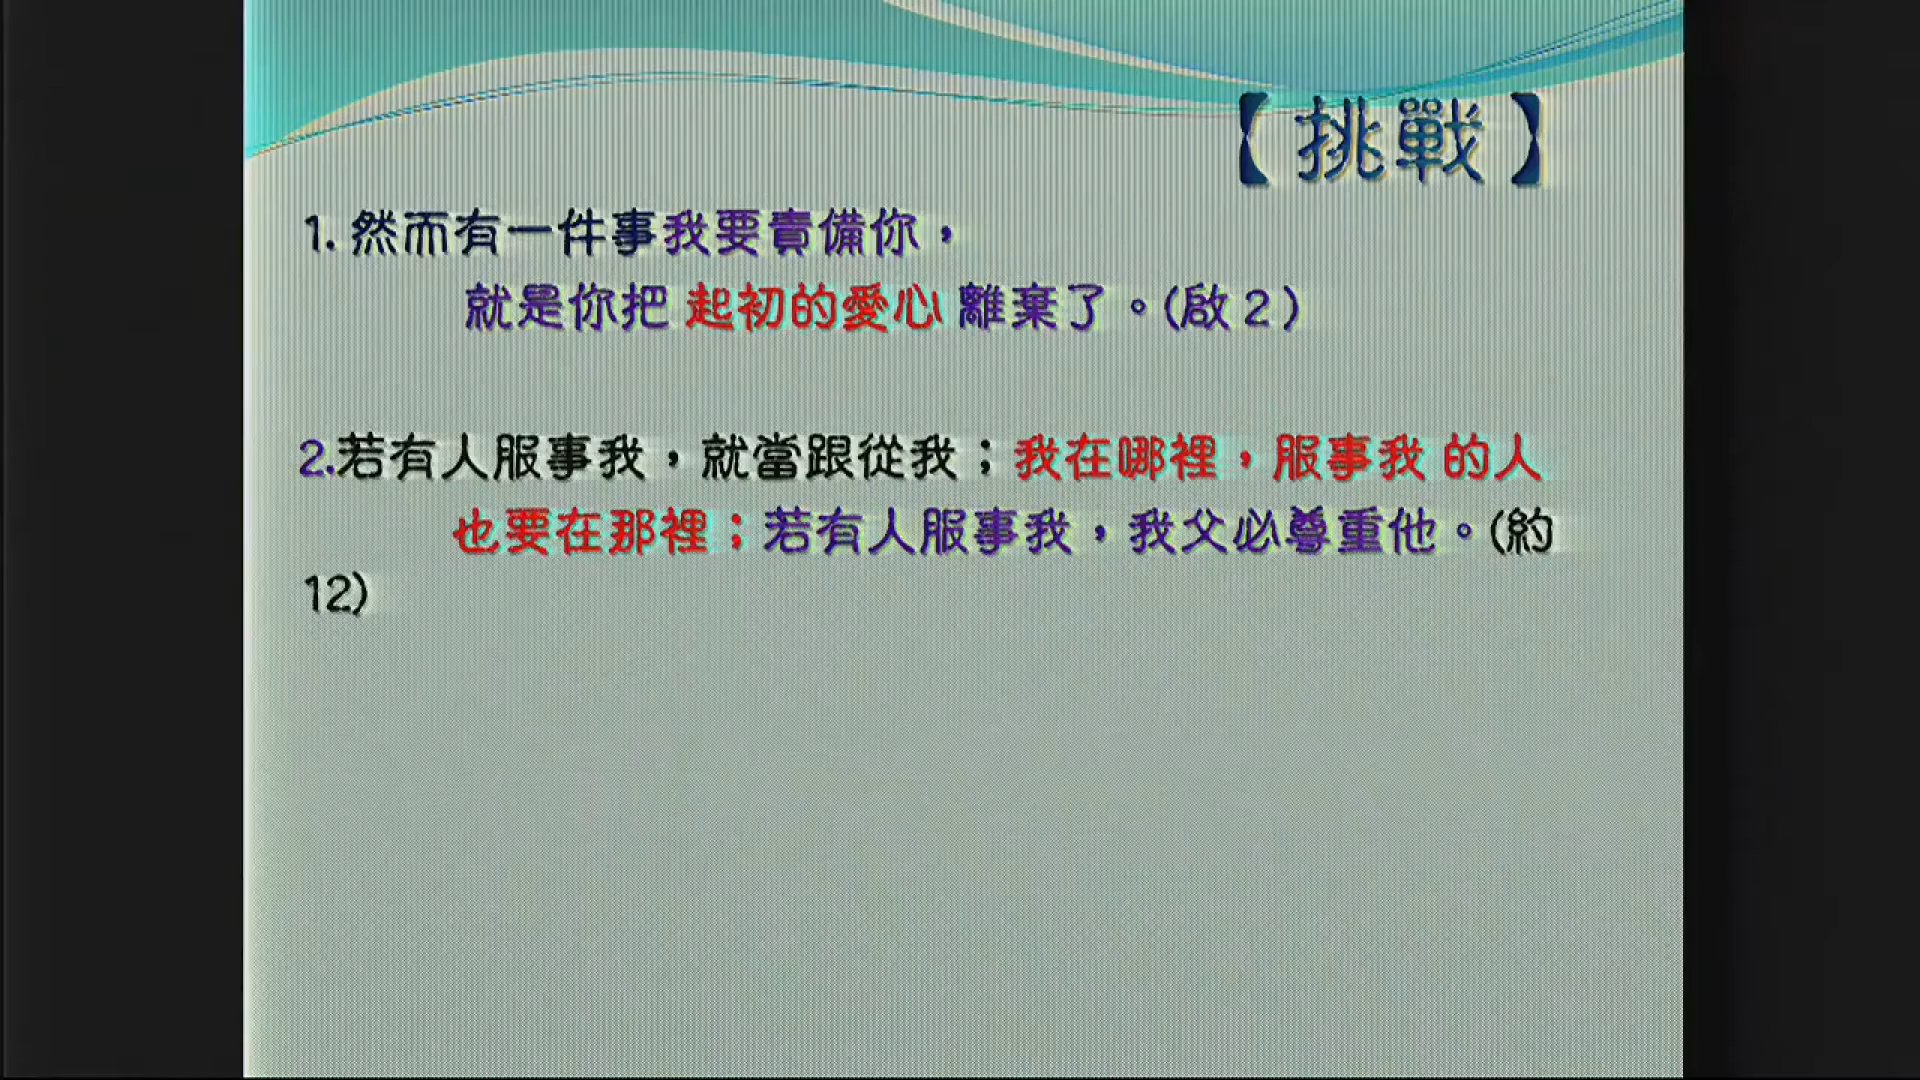 【挑戰】
1. 然而有一件事我要責備你，
就是你把 起初的愛心 離棄了。(啟２)
2.若有人服事我，就當跟從我；我在哪裡，服事我 的人
也要在那裡；若有人服事我，我父必尊重他。(約
12)